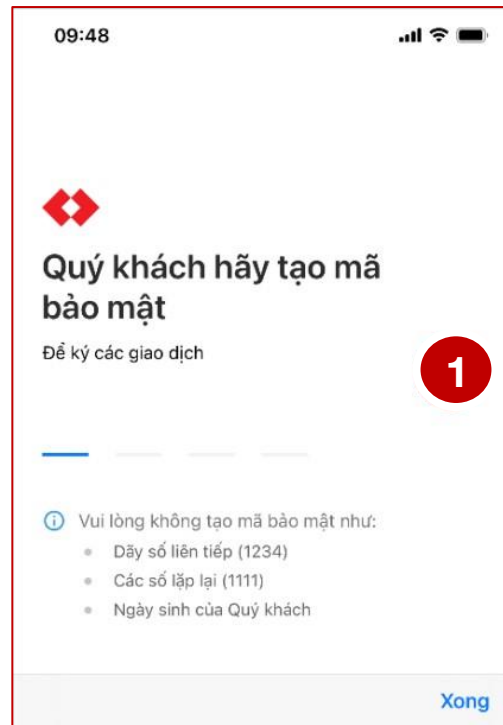 09:48
Quý khách hãy tạo mã
bảo mật
Để ký các giao dịch
1
Vui lòng không tạo mã bảo mật như:
Dãy số liên tiếp (1234)
Các số lặp lại (1111)
Ngày sinh của Quý khách
Xong